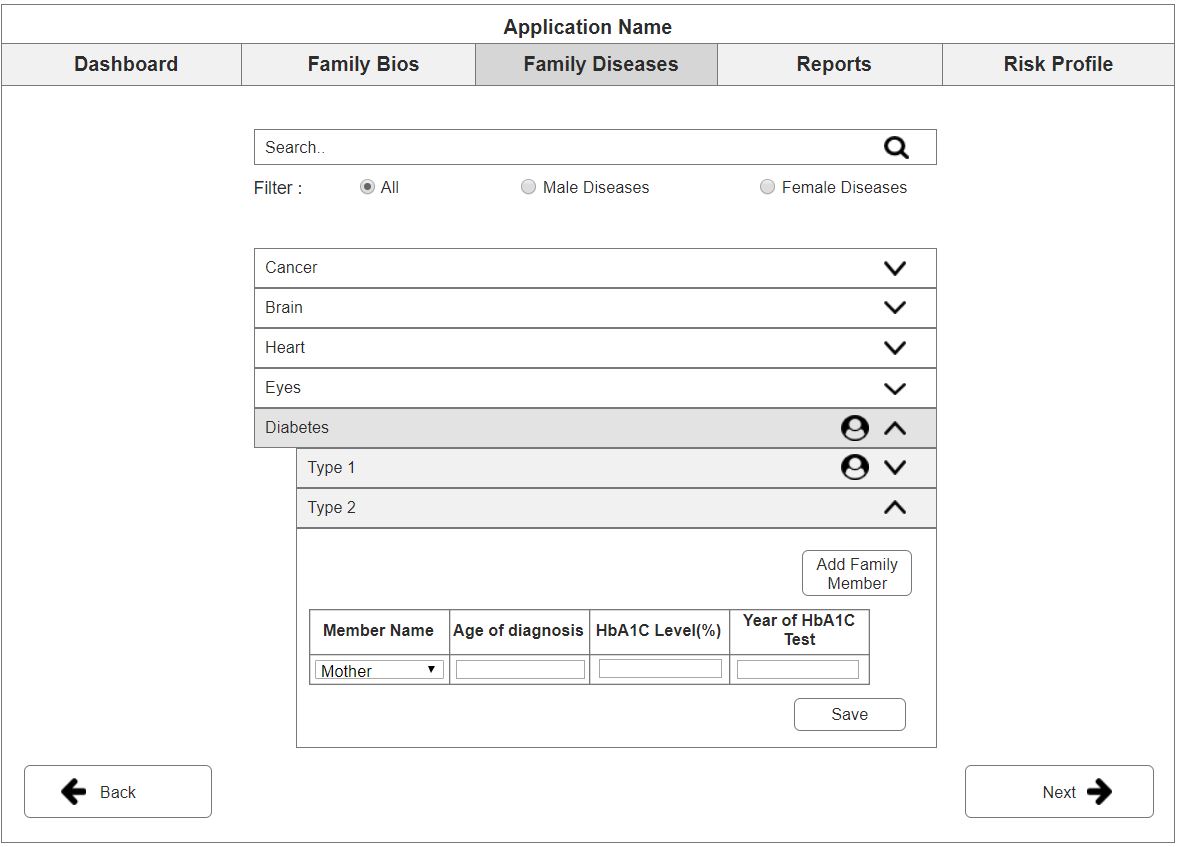 Application Name
Dashboard Family Bios Family Diseases Reports Risk Profile
Search..
Filter : All Male Diseases Female Diseases
Cancer
Brain
Heart
Eyes
Diabetes
Type 1
Type 2
Add Family
Member
Member Name Age of diagnosis HbA1C Level(%) Year of HbA1C
Test
Mother
Save
Back Next